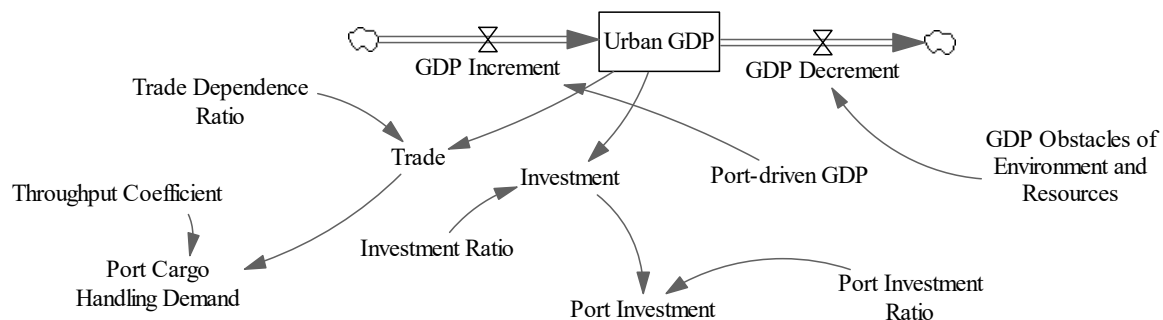 Urban GDP
GDP Increment
GDP Decrement
Trade Dependence
Ratio
Trade
GDP Obstacles of
Environment and
Resources
Investment
Port-driven GDP
Throughput Coefficient
Investment Ratio
Port Cargo
Handling Demand
Port Investment
Port Investment
Ratio